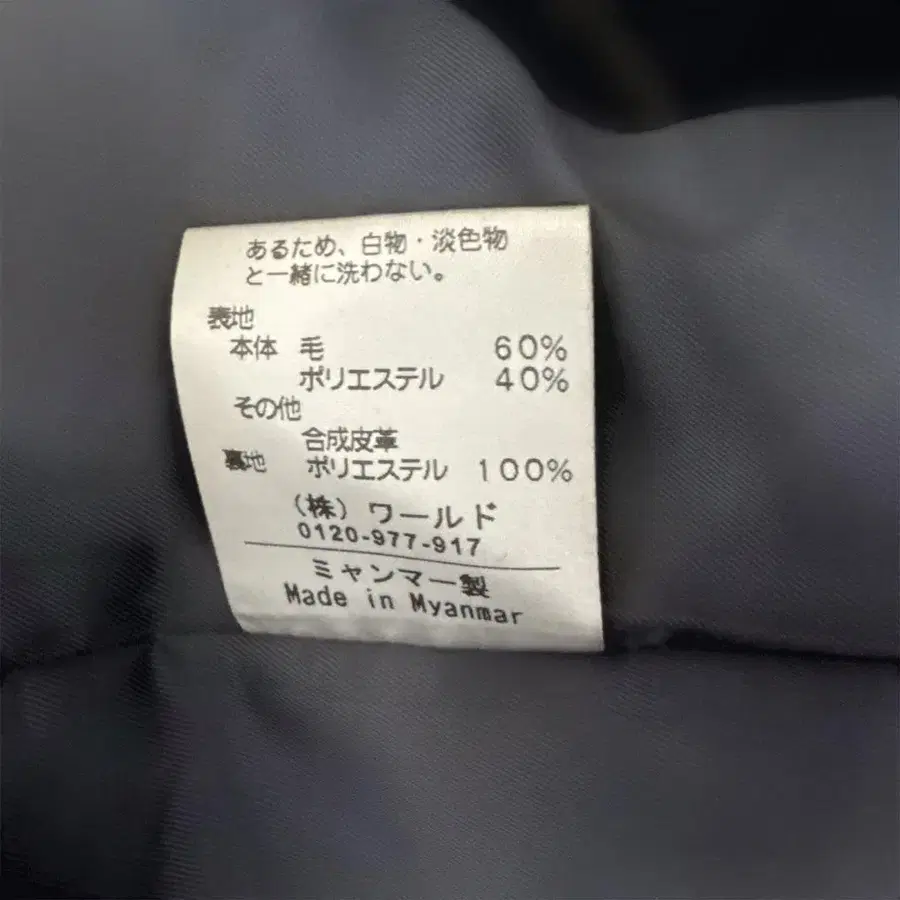 あるため、白物・淡色物
と一緒に洗わない。
表地
本体 毛 60%
ポリエステル 40%
その他
合成皮革
裏地 ポリエステル 100%
(株)ワールド
0120-977-917
ミャンマー製
Made in Myanmar